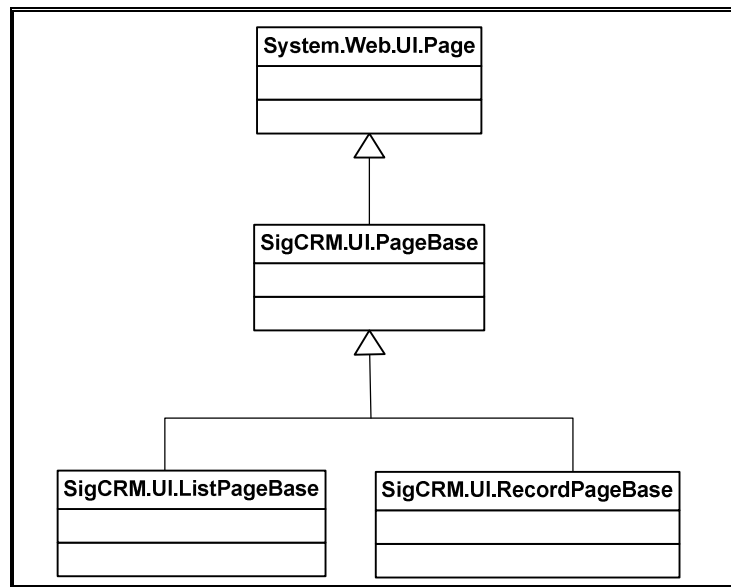 System.Web.UI.Page
SigCRM.UI.PageBase
SigCRM.UI.ListPageBase
SigCRM.UI.RecordPageBase